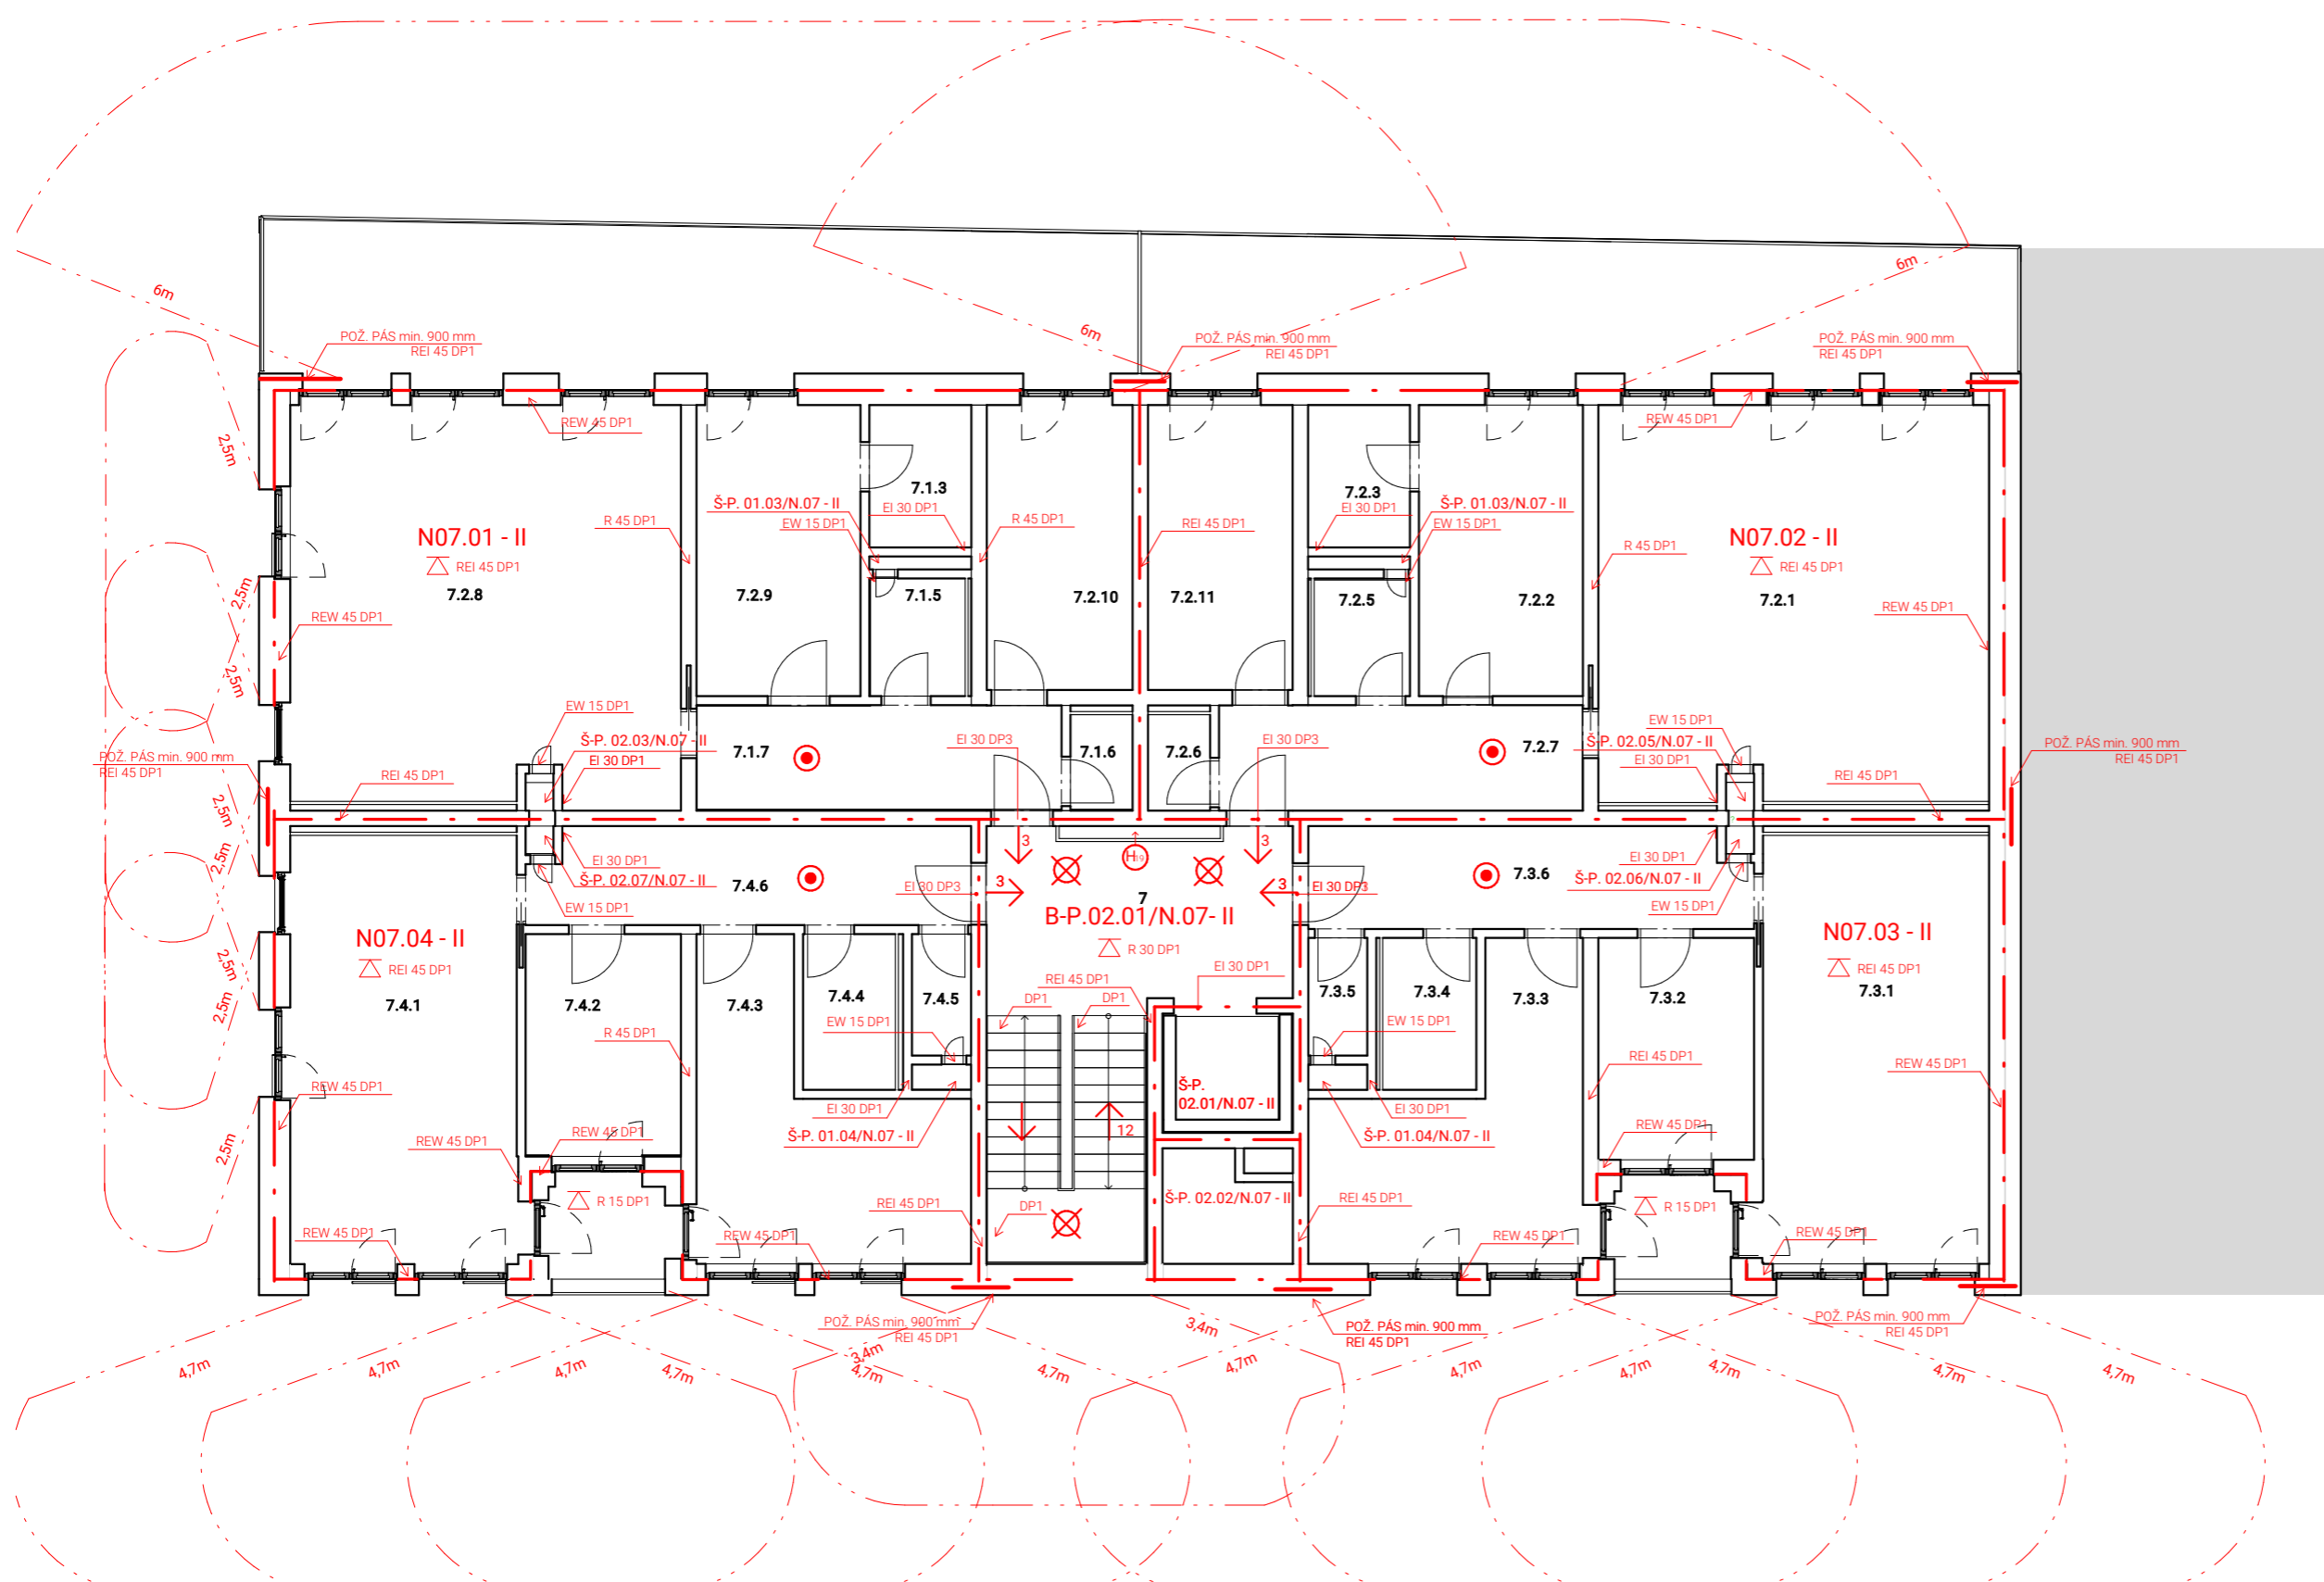 6m
6m
6m
POŽ. PÁS min. 900 mm
REI 45 DP1
POŽ. PÁS min. 900 mm
REI 45 DP1
POŽ. PÁS min. 900 mm
REI 45 DP1
REW 45 DP1
REW 45 DP1
2,5m
7.1.3
7.2.3
Š-P. 01.03/N.07 - II
EI 30 DP1
EW 15 DP1
R 45 DP1
R 45 DP1
REI 45 DP1
EI 30 DP1
Š-P. 01.03/N.07 - II
EW 15 DP1
R 45 DP1
N07.01 - II
REI 45 DP1
7.2.8
N07.02 - II
REI 45 DP1
7.2.1
7.2.9
7.1.5
7.2.10
7.2.11
7.2.5
7.2.2
2,5m
REW 45 DP1
REW 45 DP1
2,5m
EW 15 DP1
Š-P. 02.03/N.07 - II
EI 30 DP1
7.1.7
EI 30 DP3
7.1.6
7.2.6
EI 30 DP3
7.2.7
EW 15 DP1
Š-P. 02.05/N.07 - II
EI 30 DP1
POŽ. PÁS min. 900 mm
REI 45 DP1
POŽ. PÁS min. 900 mm
REI 45 DP1
REI 45 DP1
REI 45 DP1
2,5m
2,5m
3
3
H19
EI 30 DP1
Š-P. 02.07/N.07 - II
EW 15 DP1
7.4.6
EI 30 DP3
3
7
3
EI 30 DP3
7.3.6
EI 30 DP1
Š-P. 02.06/N.07 - II
EW 15 DP1
B-P.02.01/N.07- II
R 30 DP1
N07.04 - II
REI 45 DP1
7.4.1
N07.03 - II
REI 45 DP1
7.3.1
2,5m
2,5m
EI 30 DP1
REI 45 DP1
DP1
DP1
7.4.2
7.4.3
7.4.4
7.4.5
7.3.5
7.3.4
7.3.3
7.3.2
EW 15 DP1
EW 15 DP1
R 45 DP1
REI 45 DP1
REW 45 DP1
REW 45 DP1
Š-P.
02.01/N.07 - II
EI 30 DP1
Š-P. 01.04/N.07 - II
12
EI 30 DP1
Š-P. 01.04/N.07 - II
REW 45 DP1
REW 45 DP1
REW 45 DP1
2,5m
R 15 DP1
REI 45 DP1
DP1
Š-P. 02.02/N.07 - II
REI 45 DP1
R 15 DP1
REW 45 DP1
REW 45 DP1
REW 45 DP1
REW 45 DP1
POŽ. PÁS min. 900 mm
REI 45 DP1
POŽ. PÁS min. 900 mm
REI 45 DP1
POŽ. PÁS min. 900 mm
REI 45 DP1
3,4m
3,4m
4,7m
4,7m
4,7m
4,7m
4,7m
4,7m
4,7m
4,7m
4,7m
4,7m
4,7m
4,7m